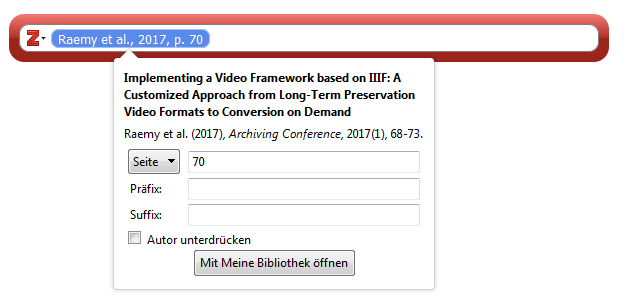 Z Raemy et al., 2017, p. 70
Implementing a Video Framework based on IIIF: A
Customized Approach from Long-Term Preservation
Video Formats to Conversion on Demand
Raemy et al. (2017), Archiving Conference, 2017(1), 68-73.
Seite 70
Präfix:
Suffix:
Autor unterdrücken
Mit Meine Bibliothek öffnen